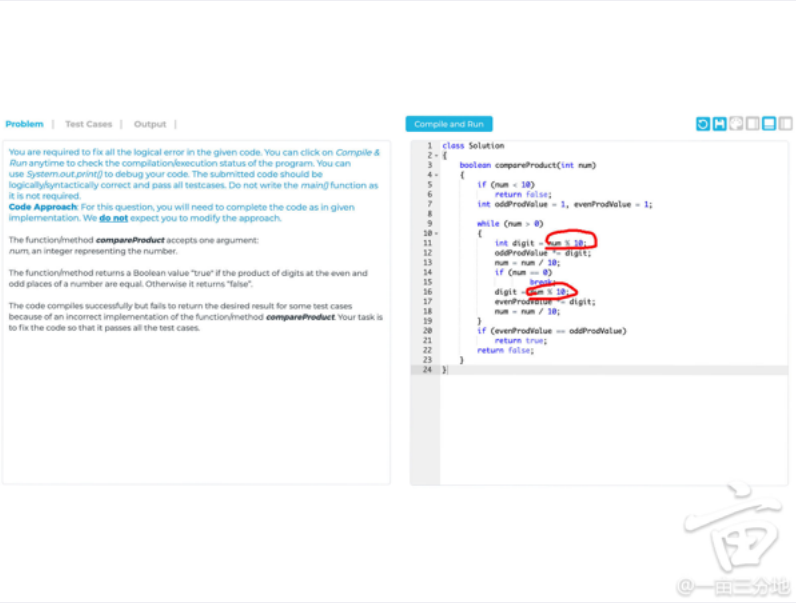 Problem | Test Cases | Output |
You are required to fix all the logical error in the given code. You can click on Compile &
Run anytime to check the compilation/execution status of the program. You can
use System.out.print() to debug your code. The submitted code should be
logically/syntactically correct and pass all testcases. Do not write the main() function as
it is not required.
Code Approach: For this question, you will need to complete the code as in given
implementation. We do not expect you to modify the approach.
The function/method compareProduct accepts one argument:
num, an integer representing the number.
The function/method returns a Boolean value "true" if the product of digits at the even and
odd places of a number are equal. Otherwise it returns "false".
The code compiles successfully but fails to return the desired result for some test cases
because of an incorrect implementation of the function/method compareProduct. Your task is
to fix the code so that it passes all the test cases.
Compile and Run
1 class Solution
2 {
3 boolean compareProduct(int num)
4 {
5 if (num < 10)
6 return false;
7 int oddProdValue = 1, evenProdValue = 1;
8
9 while (num > 0)
10 {
11 int digit = num % 10;
12 oddProdValue *= digit;
13 num = num / 10;
14 if (num == 0)
15 break;
16 digit = num % 10;
17 evenProdValue *= digit;
18 num = num / 10;
19 }
20 if (evenProdValue == oddProdValue)
21 return true;
22 return false;
23 }
24 }
亩
@一亩三分地